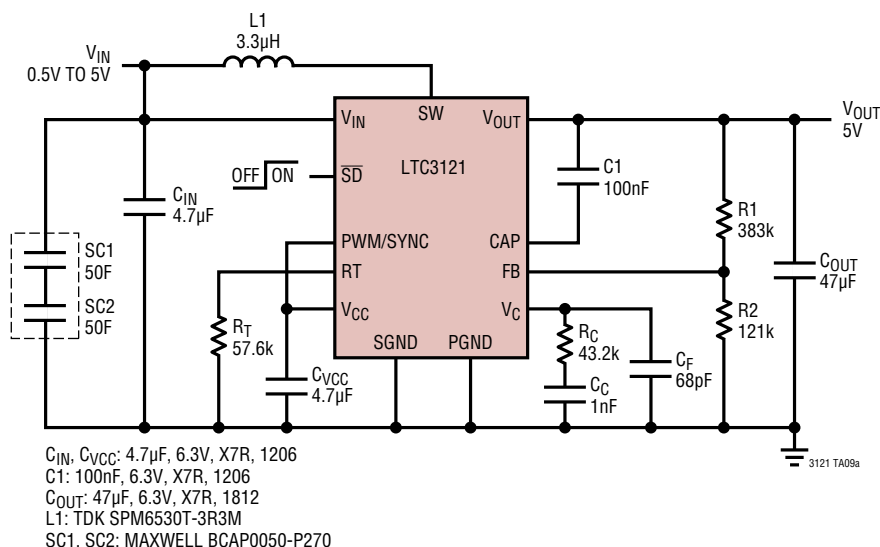 L1
3.3µH
VIN
0.5V TO 5V
VOUT
5V
VIN
SW
VOUT
LTC3121
OFF ON
SD
CIN
4.7µF
C1
100nF
R1
383k
PWM/SYNC
CAP
SC1
50F
RT
FB
COUT
47µF
SC2
50F
VCC
VC
R2
121k
RT
57.6k
SGND
PGND
RC
43.2k
CVCC
4.7µF
CF
68pF
CC
1nF
3121 TA09a
CIN, CVCC: 4.7µF, 6.3V, X7R, 1206
C1: 100nF, 6.3V, X7R, 1206
COUT: 47µF, 6.3V, X7R, 1812
L1: TDK SPM6530T-3R3M
SC1, SC2: MAXWELL BCAP0050-P270